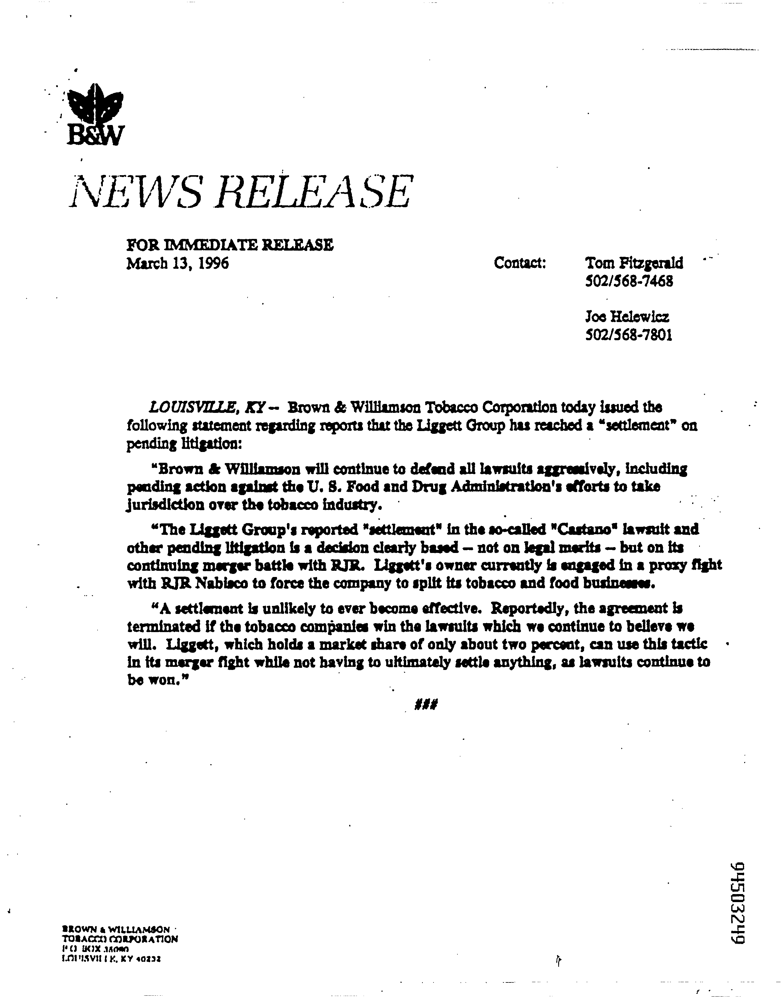 B&W
NEWS RELEASE
FOR IMMEDIATE RELEASE
March 13, 1996
Contact: Tom Fitzgerald
502/568-7468
Joe Helewicz
502/568-7801
LOUISVILLE, KY -- Brown & Williamson Tobacco Corporation today issued the
following statement regarding reports that the Liggett Group has reached a "settlement" on
pending litigation:
"Brown & Williamson will continue to defend all lawsuits aggressively, including
pending action against the U. S. Food and Drug Administration's efforts to take
jurisdiction over the tobacco industry.
"The Liggett Group's reported "settlement" in the so-called "Castano" lawsuit and
other pending litigation is a decision clearly based -- not on legal merits -- but on its
continuing merger battle with RJR. Liggett's owner currently is engaged in a proxy fight
with RJR Nabisco to force the company to split its tobacco and food businesses.
"A settlement is unlikely to ever become effective. Reportedly, the agreement is
terminated if the tobacco companies win the lawsuits which we continue to believe we
will. Liggett, which holds a market share of only about two percent, can use this tactic
in its merger fight while not having to ultimately settle anything, as lawsuits continue to
be won."
###
94503249
BROWN & WILLIAMSON
TOBACCO CORPORATION
P O BOX
LOUISVILLE, KY 40232